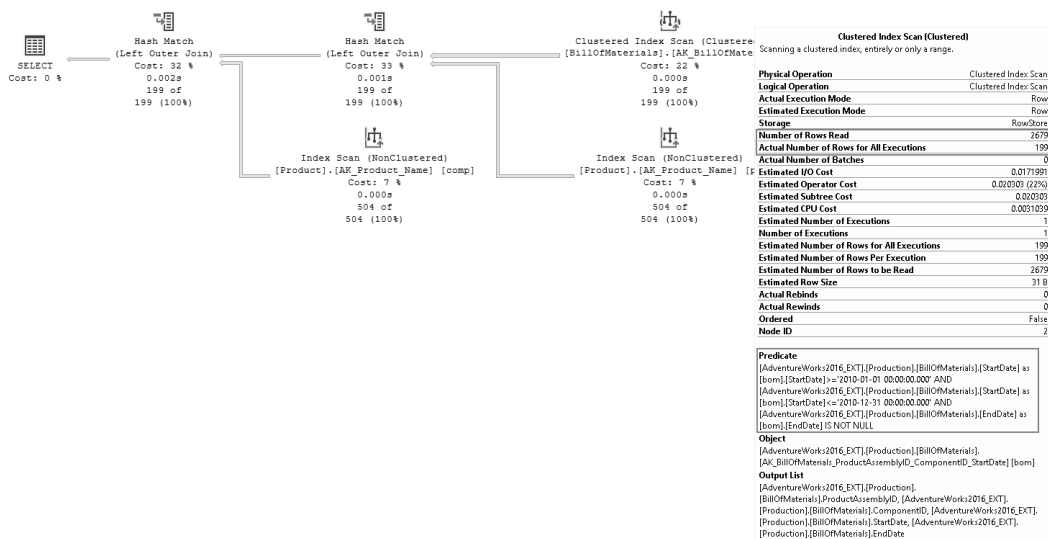 SELECT
Cost: 0 %
Hash Match
(Left Outer Join)
Cost: 32 %
0.002s
199 of
199 (100%)
Hash Match
(Left Outer Join)
Cost: 33 %
0.001s
199 of
199 (100%)
Clustered Index Scan (Clustere
[BillOfMaterials].[AK_BillOfMate
Cost: 22 %
0.000s
199 of
199 (100%)
Index Scan (NonClustered)
[Product].[AK_Product_Name] [comp]
Cost: 7 %
0.000s
504 of
504 (100%)
Index Scan (NonClustered)
[Product].[AK_Product_Name] [p
Cost: 7 %
0.000s
504 of
504 (100%)
Clustered Index Scan (Clustered)
Scanning a clustered index, entirely or only a range.
Physical Operation Clustered Index Scan
Logical Operation Clustered Index Scan
Actual Execution Mode Row
Estimated Execution Mode Row
Storage RowStore
Number of Rows Read 2679
Actual Number of Rows for All Executions 199
Actual Number of Batches 0
Estimated I/O Cost 0.0171991
Estimated Operator Cost 0.020303 (22%)
Estimated Subtree Cost 0.020303
Estimated CPU Cost 0.0031039
Estimated Number of Executions 1
Number of Executions 1
Estimated Number of Rows for All Executions 199
Estimated Number of Rows Per Execution 199
Estimated Number of Rows to be Read 2679
Estimated Row Size 31 B
Actual Rebinds 0
Actual Rewinds 0
Ordered False
Node ID 2
Predicate
[AdventureWorks2016_EXT].[Production].[BillOfMaterials].[StartDate] as
[bom].[StartDate]>='2010-01-01 00:00:00.000' AND
[AdventureWorks2016_EXT].[Production].[BillOfMaterials].[StartDate] as
[bom].[StartDate]<='2010-12-31 00:00:00.000' AND
[AdventureWorks2016_EXT].[Production].[BillOfMaterials].[EndDate] as
[bom].[EndDate] IS NOT NULL
Object
[AdventureWorks2016_EXT].[Production].[BillOfMaterials].
[AK_BillOfMaterials_ProductAssemblyID_ComponentID_StartDate] [bom]
Output List
[AdventureWorks2016_EXT].[Production].
[BillOfMaterials].ProductAssemblyID, [AdventureWorks2016_EXT].
[Production].[BillOfMaterials].ComponentID, [AdventureWorks2016_EXT].
[Production].[BillOfMaterials].StartDate, [AdventureWorks2016_EXT].
[Production].[BillOfMaterials].EndDate